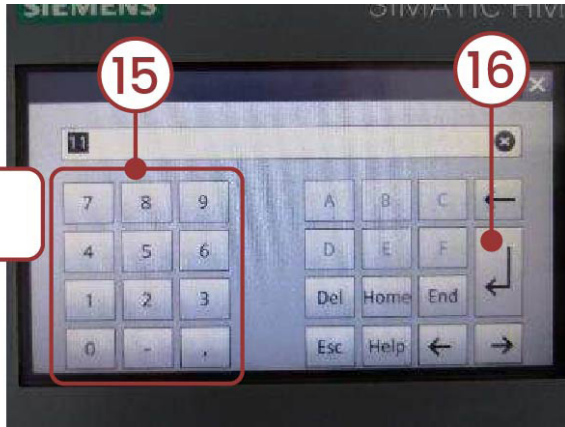 SIEMENS SIMATIC HMI
15 16
11
7 8 9 A B C ←
4 5 6 D E F ↵
1 2 3 Del Home End
0 - , Esc Help ← →